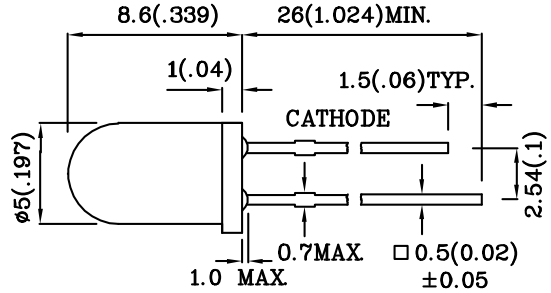 8.6(.339)
26(1.024)MIN.
1(.04)
1.5(.06)TYP.
CATHODE
ø5(.197)
2.54(.1)
0.7MAX.
□ 0.5(0.02)
±0.05
1.0 MAX.